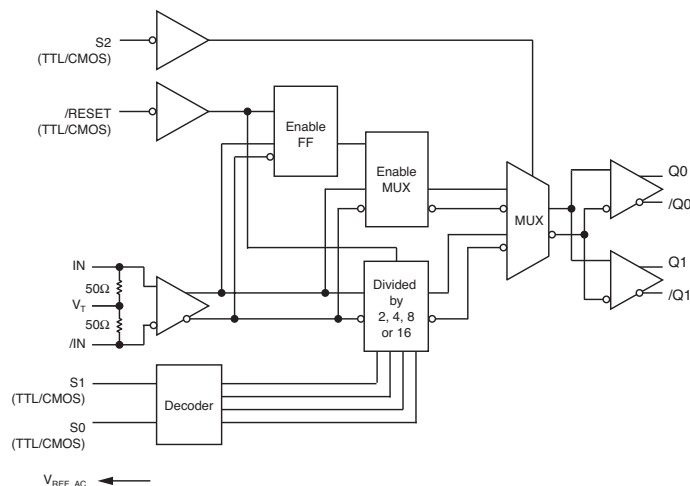 S2
(TTL/CMOS)
/RESET
(TTL/CMOS)
Enable
FF
Enable
MUX
MUX
Q0
/Q0
Q1
/Q1
IN
50Ω
V_T
50Ω
/IN
Divided
by
2, 4, 8
or 16
S1
(TTL/CMOS)
Decoder
S0
(TTL/CMOS)
V_REF_AC